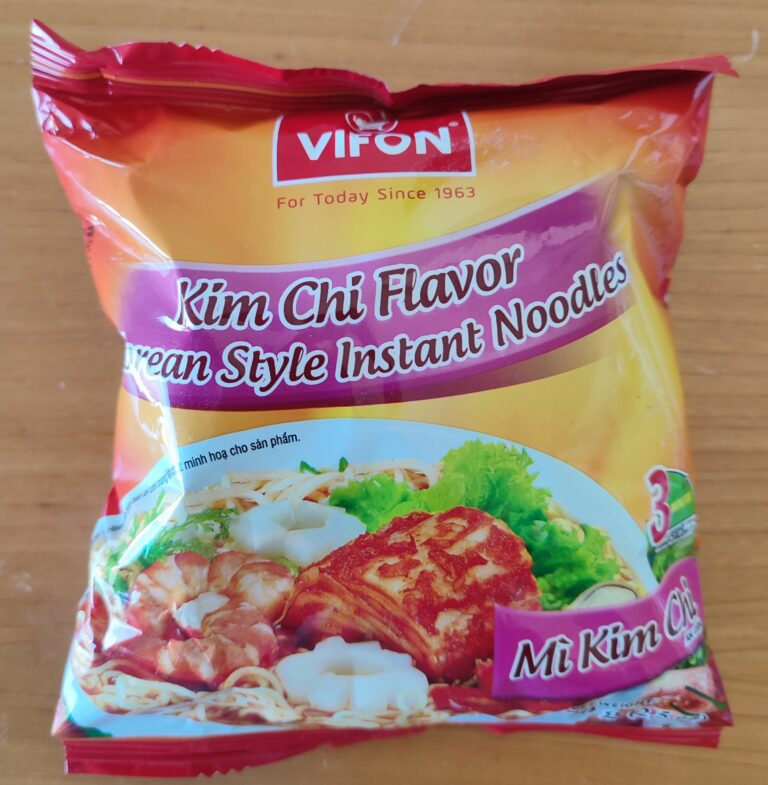 VIFON®
For Today Since 1963
Kim Chi Flavor
Korean Style Instant Noodles
minh hoạ cho sản phẩm.
3
Mì Kim Chi